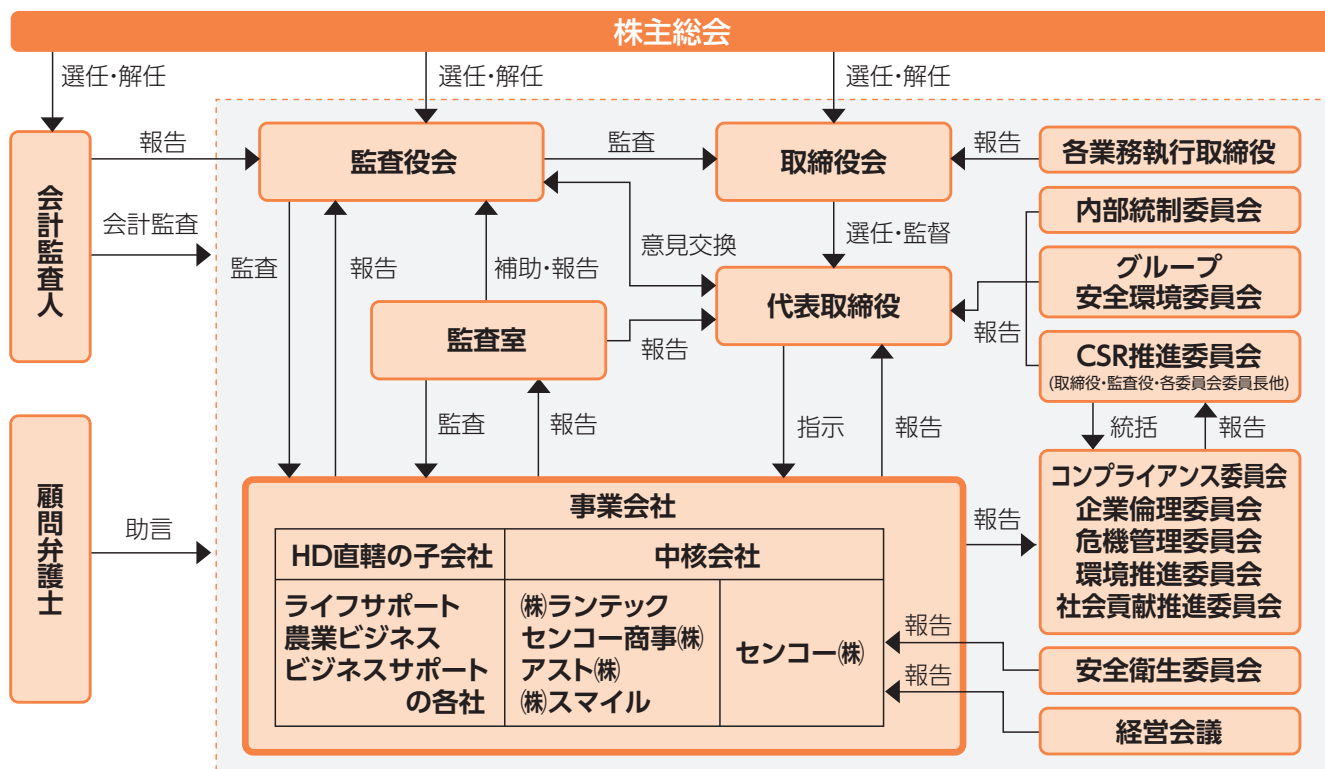 株主総会
選任・解任
選任・解任
選任・解任
会計監査人
報告
監査役会
監査
取締役会
報告
各業務執行取締役
会計監査
監査
報告
補助・報告
意見交換
選任・監督
内部統制委員会
グループ
安全環境委員会
監査室
報告
代表取締役
報告
CSR推進委員会
(取締役・監査役・各委員会委員長他)
監査
報告
指示
報告
統括
報告
顧問弁護士
助言
事業会社
HD直轄の子会社
中核会社
ライフサポート
農業ビジネス
ビジネスサポート
の各社
㈱ランテック
センコー商事㈱
アスト㈱
㈱スマイル
センコー㈱
報告
コンプライアンス委員会
企業倫理委員会
危機管理委員会
環境推進委員会
社会貢献推進委員会
報告
安全衛生委員会
報告
経営会議